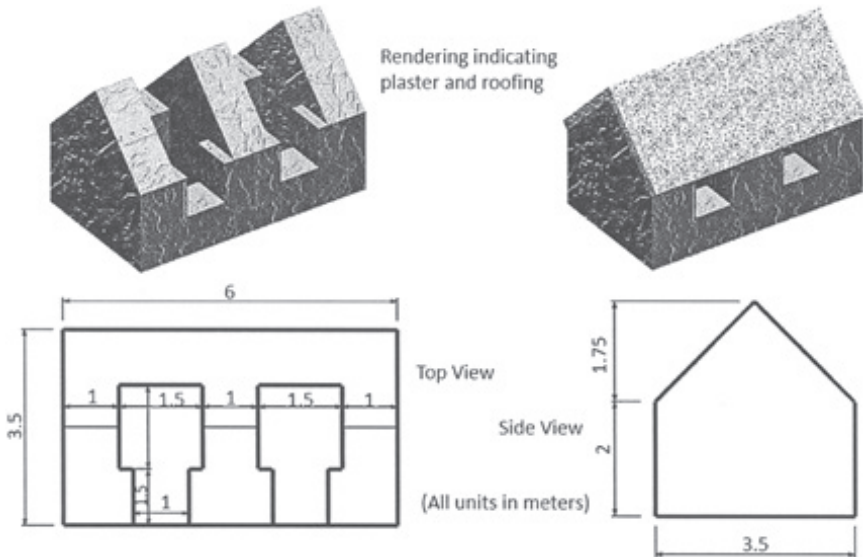 Rendering indicating
plaster and roofing
6
3.5
1
1.5
1
1.5
1
1.5
1
Top View
Side View
(All units in meters)
1.75
2
3.5